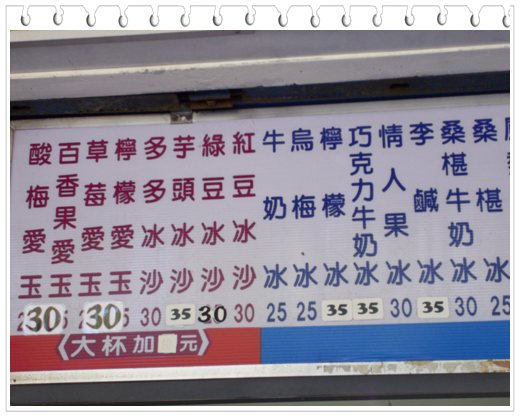 桑椹冰 25
桑椹牛奶冰 30
李鹹冰 35
情人果冰 30
巧克力牛奶冰 35
檸檬冰 35
烏梅冰 25
牛奶冰 25
紅豆冰沙 30
綠豆冰沙 30
芋頭冰沙 35
多多冰沙 30
檸檬愛玉
草莓愛玉 30
百香果愛玉
酸梅愛玉 30
《大杯加元》